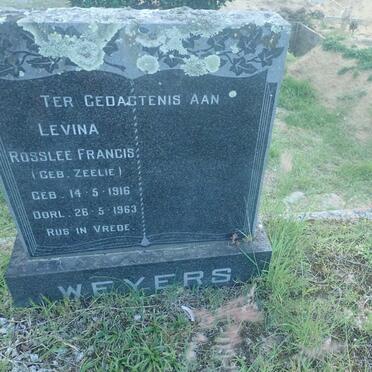 TER GEDAGTENIS AAN
LEVINA
ROSSLEE FRANCIS
(GEB. ZEELIE)
GEB. 14-5-1916
OORL. 26-5-1963
RUS IN VREDE
WEYERS